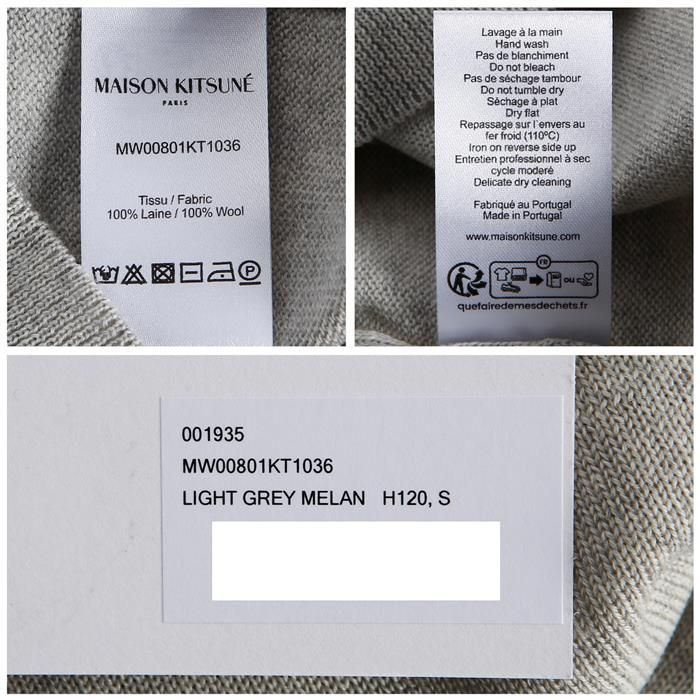 MAISON KITSUNÉ
PARIS
MW00801KT1036
Tissu / Fabric
100% Laine / 100% Wool
Lavage à la main
Hand wash
Pas de blanchiment
Do not bleach
Pas de séchage tambour
Do not tumble dry
Séchage à plat
Dry flat
Repassage sur l'envers au
fer froid (110ºC)
Iron on reverse side up
Entretien professionnel à sec
cycle moderé
Delicate dry cleaning
Fabriqué au Portugal
Made in Portugal
www.maisonkitsune.com
FR
OU
quefairedemesdechets.fr
001935
MW00801KT1036
LIGHT GREY MELAN H120, S